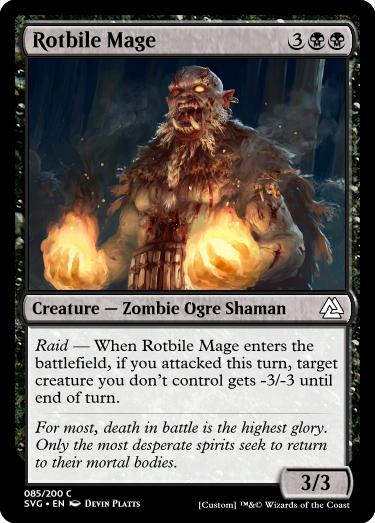 Rotbile Mage 3
Creature — Zombie Ogre Shaman
Raid — When Rotbile Mage enters the
battlefield, if you attacked this turn, target
creature you don't control gets -3/-3 until
end of turn.
For most, death in battle is the highest glory.
Only the most desperate spirits seek to return
to their mortal bodies.
3/3
085/200 C
SVG • EN Devin Platts [Custom] ™&© Wizards of the Coast